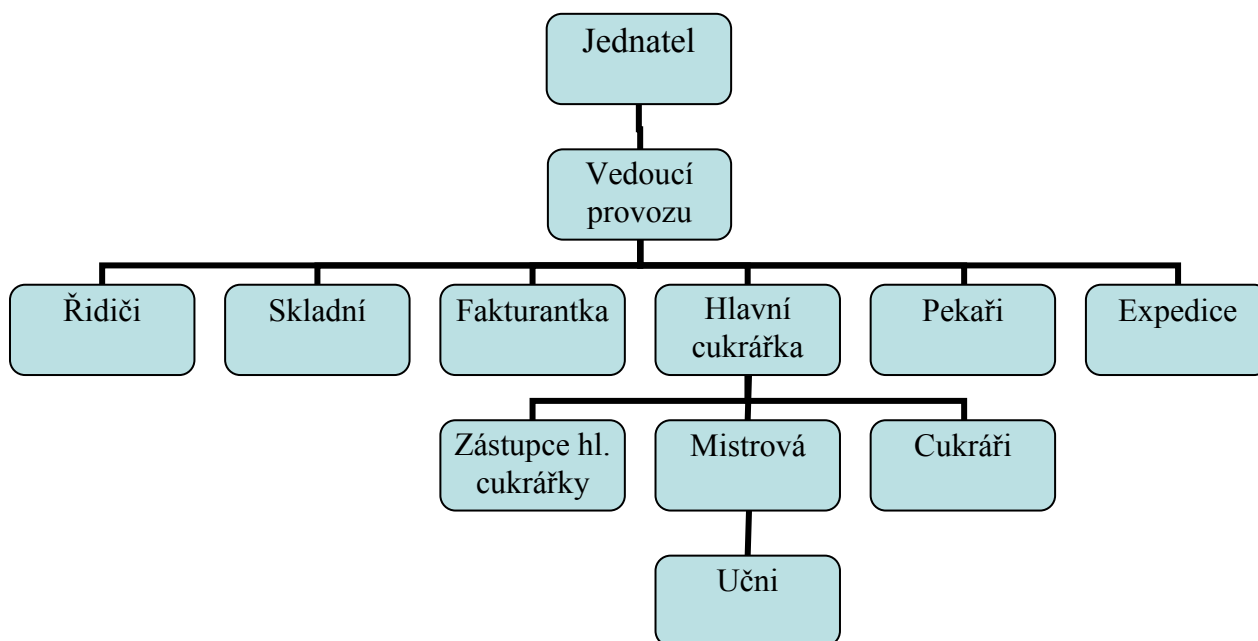 Jednatel
Vedoucí
provozu
Řidiči
Skladní
Fakturantka
Hlavní
cukrářka
Pekaři
Expedice
Zástupce hl.
cukrářky
Mistrová
Cukráři
Učni